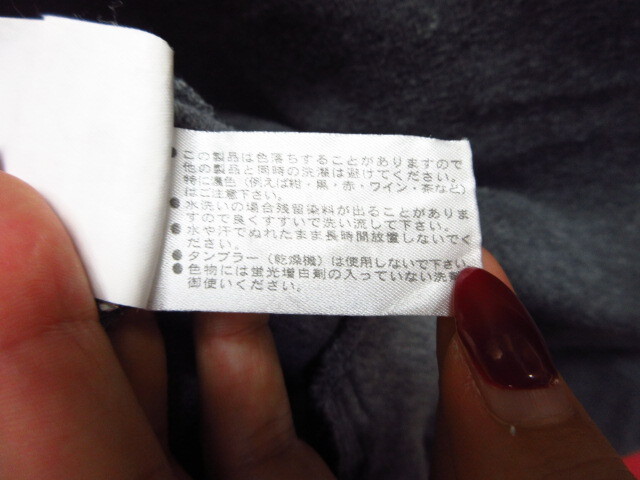 ● この製品は色落ちすることがありますので
他の製品と同時の洗濯は避けてください。
特に濃色（例えば紺・黒・赤・ワイン・茶など）
はご注意下さい。
● 水洗いの場合残留染料が出ることがありま
すので良くすすいで洗い流して下さい。
● 水や汗でぬれたまま長時間放置しないでく
ださい。
● タンブラー（乾燥機）は使用しないで下さい
● 色物には蛍光増白剤の入っていない洗
御使いください。